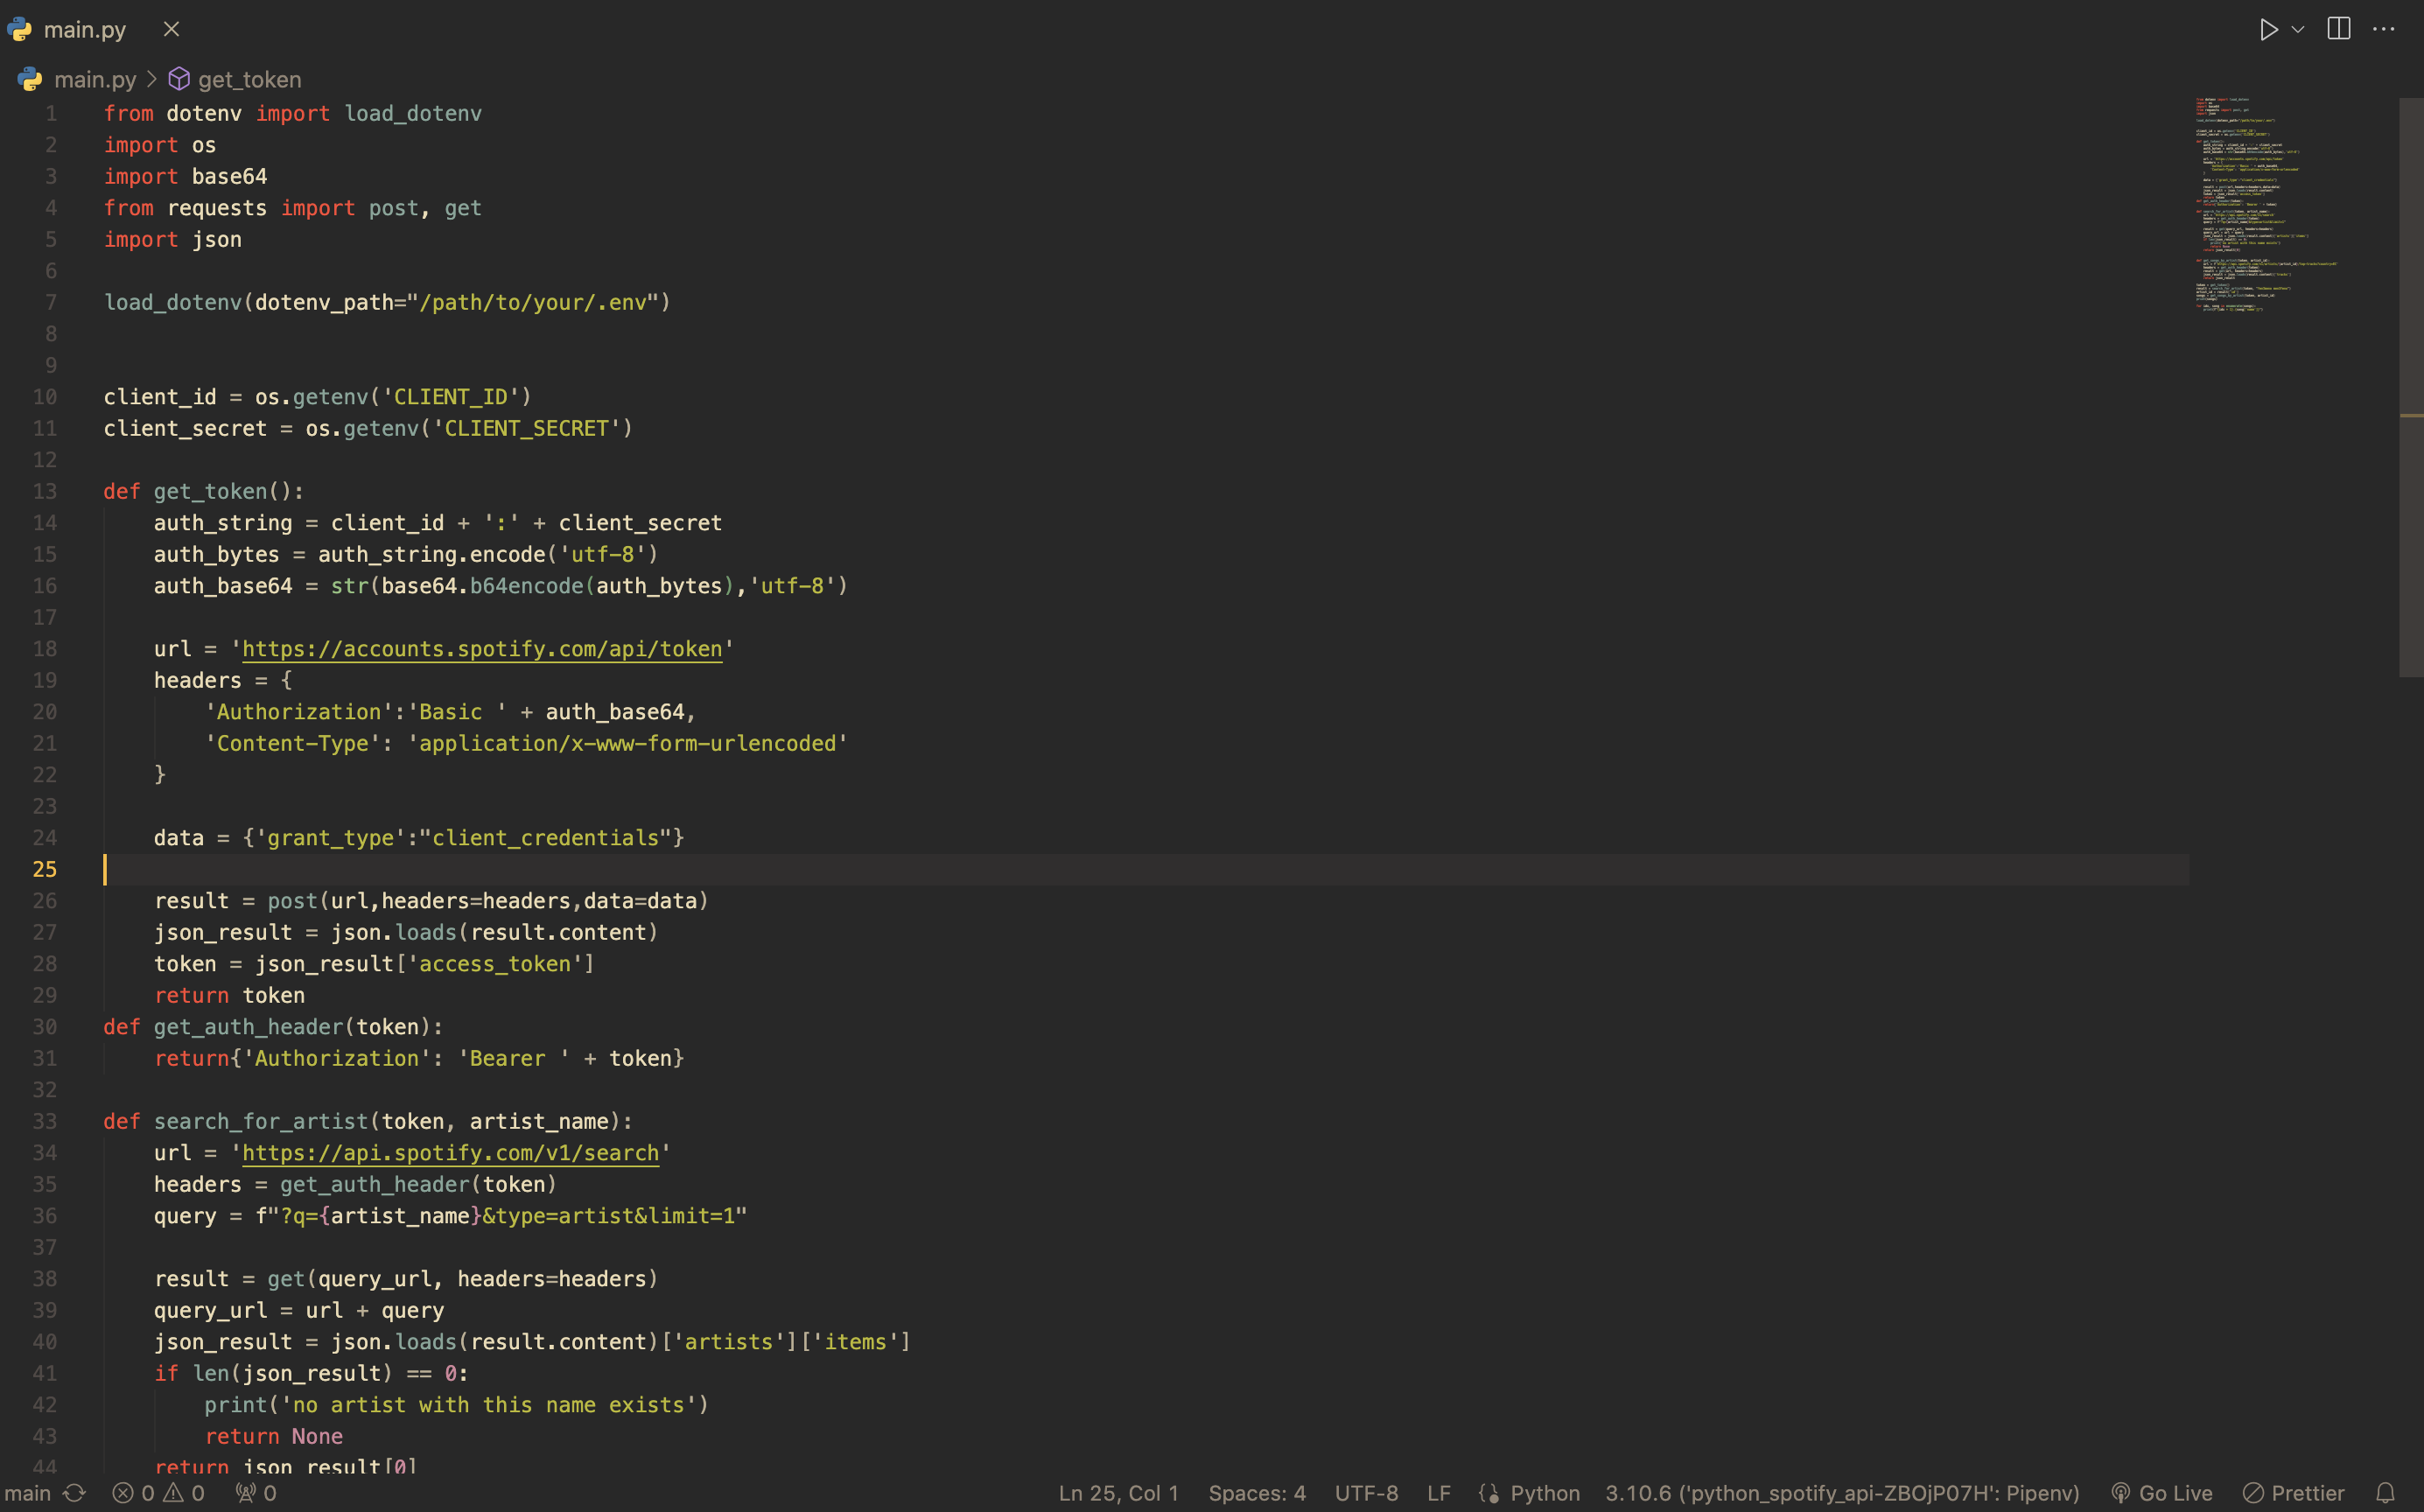 main.py
main.py > get_token
1 from dotenv import load_dotenv
2 import os
3 import base64
4 from requests import post, get
5 import json
6
7 load_dotenv(dotenv_path="/path/to/your/.env")
8
9
10 client_id = os.getenv('CLIENT_ID')
11 client_secret = os.getenv('CLIENT_SECRET')
12
13 def get_token():
14     auth_string = client_id + ':' + client_secret
15     auth_bytes = auth_string.encode('utf-8')
16     auth_base64 = str(base64.b64encode(auth_bytes),'utf-8')
17
18     url = 'https://accounts.spotify.com/api/token'
19     headers = {
20         'Authorization':'Basic ' + auth_base64,
21         'Content-Type': 'application/x-www-form-urlencoded'
22     }
23
24     data = {'grant_type':"client_credentials"}
25
26     result = post(url,headers=headers,data=data)
27     json_result = json.loads(result.content)
28     token = json_result['access_token']
29     return token
30 def get_auth_header(token):
31     return{'Authorization': 'Bearer ' + token}
32
33 def search_for_artist(token, artist_name):
34     url = 'https://api.spotify.com/v1/search'
35     headers = get_auth_header(token)
36     query = f"?q={artist_name}&type=artist&limit=1"
37
38     result = get(query_url, headers=headers)
39     query_url = url + query
40     json_result = json.loads(result.content)['artists']['items']
41     if len(json_result) == 0:
42         print('no artist with this name exists')
43         return None
44     return json_result[0]
main 0 0 0 Ln 25, Col 1 Spaces: 4 UTF-8 LF Python 3.10.6 ('python_spotify_api-ZBOjP07H': Pipenv) Go Live Prettier